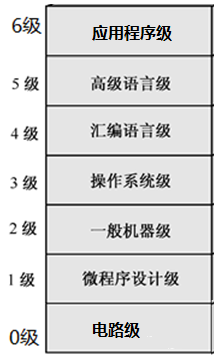 6级 应用程序级
5 级 高级语言级
4 级 汇编语言级
3 级 操作系统级
2 级 一般机器级
1 级 微程序设计级
0级 电路级